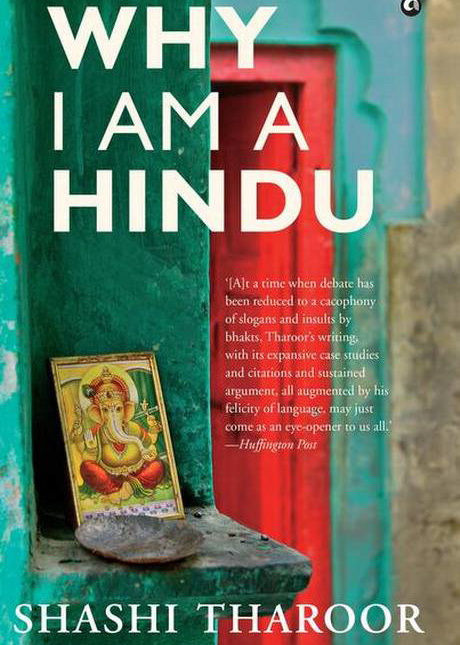 WHY
I AM A
HINDU
'[A]t a time when debate has
been reduced to a cacophony
of slogans and insults by
bhakts, Tharoor's writing,
with its expansive case studies
and citations and sustained
argument, all augmented by his
felicity of language, may just
come as an eye-opener to us all.'
—Huffington Post
SHASHI THAROOR